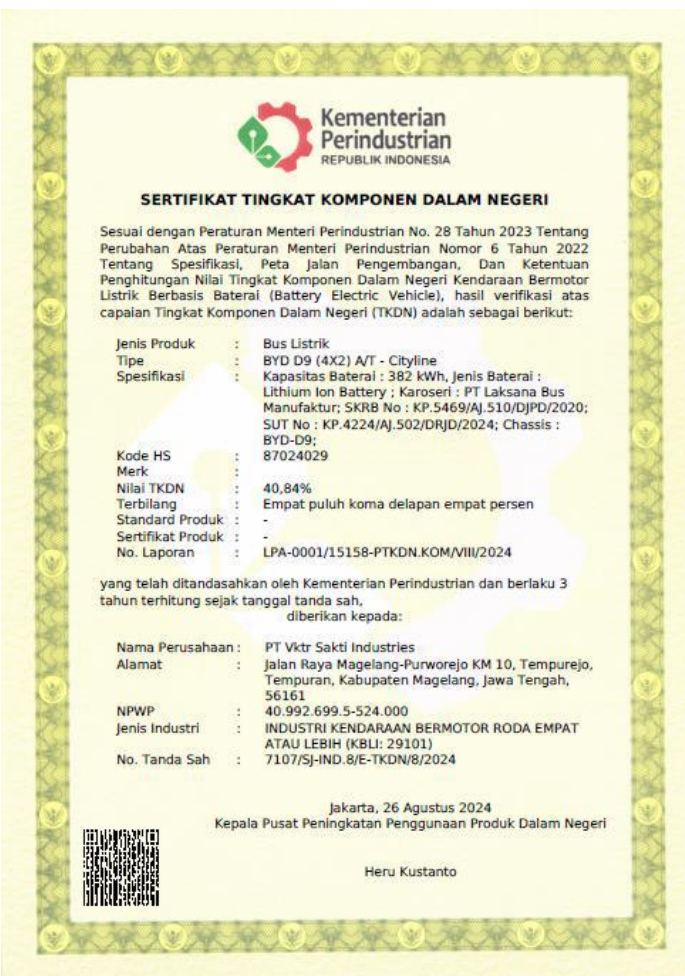 Kementerian
Perindustrian
REPUBLIK INDONESIA
SERTIFIKAT TINGKAT KOMPONEN DALAM NEGERI
Sesuai dengan Peraturan Menteri Perindustrian No. 28 Tahun 2023 Tentang
Perubahan Atas Peraturan Menteri Perindustrian Nomor 6 Tahun 2022
Tentang Spesifikasi, Peta Jalan Pengembangan, Dan Ketentuan
Penghitungan Nilai Tingkat Komponen Dalam Negeri Kendaraan Bermotor
Listrik Berbasis Baterai (Battery Electric Vehicle), hasil verifikasi atas
capaian Tingkat Komponen Dalam Negeri (TKDN) adalah sebagai berikut:
Jenis Produk : Bus Listrik
Tipe : BYD D9 (4X2) A/T - Cityline
Spesifikasi : Kapasitas Baterai : 382 kWh, Jenis Baterai :
Lithium Ion Battery ; Karoseri : PT Laksana Bus
Manufaktur; SKRB No : KP.5469/AJ.510/DJPD/2020;
SUT No : KP.4224/AJ.502/DRJD/2024; Chassis :
BYD-D9;
Kode HS : 87024029
Merk :
Nilai TKDN : 40,84%
Terbilang : Empat puluh koma delapan empat persen
Standard Produk : -
Sertifikat Produk : -
No. Laporan : LPA-0001/15158-PTKDN.KOM/VIII/2024
yang telah ditandasahkan oleh Kementerian Perindustrian dan berlaku 3
tahun terhitung sejak tanggal tanda sah,
diberikan kepada:
Nama Perusahaan : PT Vktr Sakti Industries
Alamat : Jalan Raya Magelang-Purworejo KM 10, Tempurejo,
Tempuran, Kabupaten Magelang, Jawa Tengah,
56161
NPWP : 40.992.699.5-524.000
Jenis Industri : INDUSTRI KENDARAAN BERMOTOR RODA EMPAT
ATAU LEBIH (KBLI: 29101)
No. Tanda Sah : 7107/SJ-IND.8/E-TKDN/8/2024
Jakarta, 26 Agustus 2024
Kepala Pusat Peningkatan Penggunaan Produk Dalam Negeri
Heru Kustanto